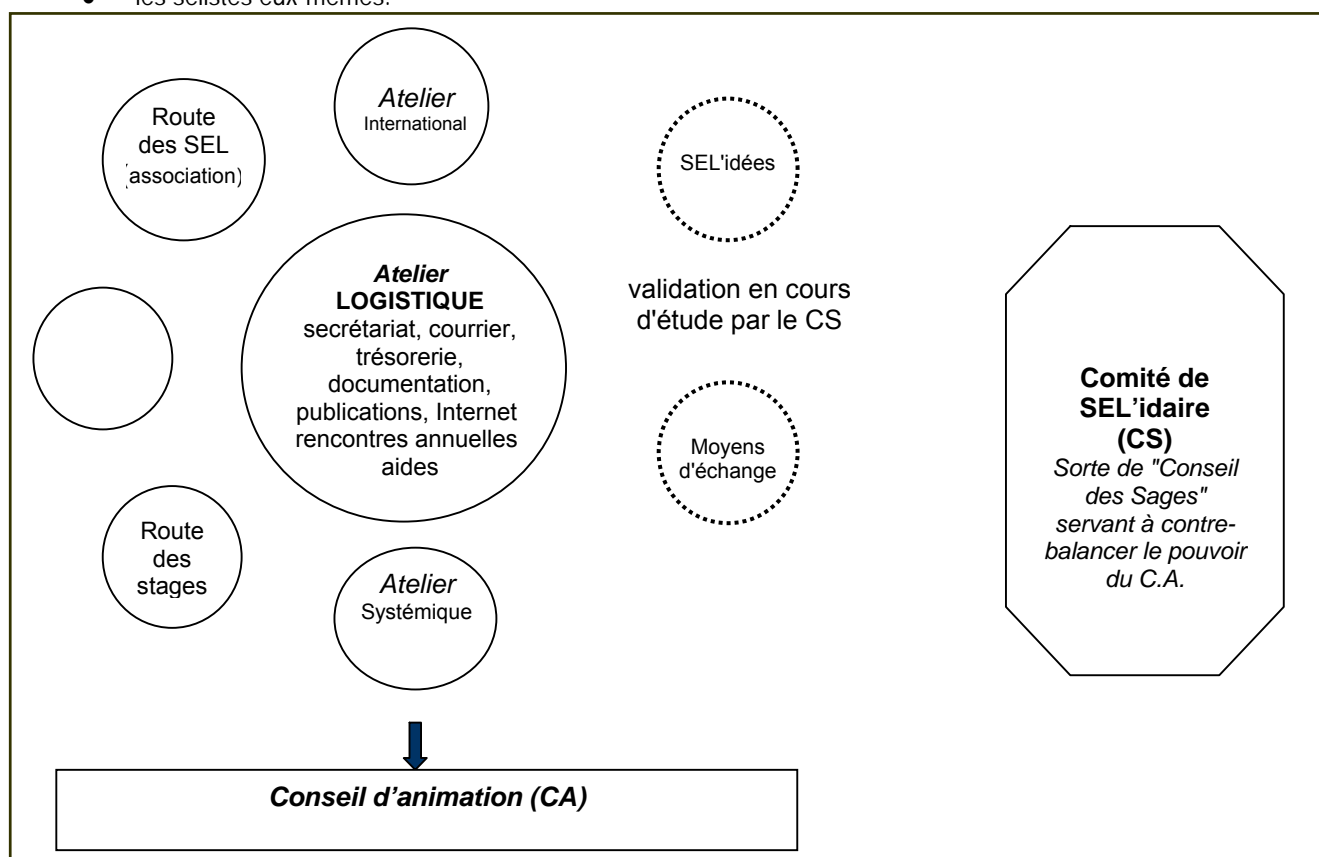 • les sélistes eux-mêmes.
Route
des SEL
(association)
Atelier
International
SEL'idées
Atelier
LOGISTIQUE
secrétariat, courrier,
trésorerie,
documentation,
publications, Internet
rencontres annuelles
aides
validation en cours
d'étude par le CS
Moyens
d'échange
Comité de
SEL’idaire
(CS)
Sorte de "Conseil
des Sages"
servant à contre-
balancer le pouvoir
du C.A.
Route
des
stages
Atelier
Systémique
Conseil d’animation (CA)